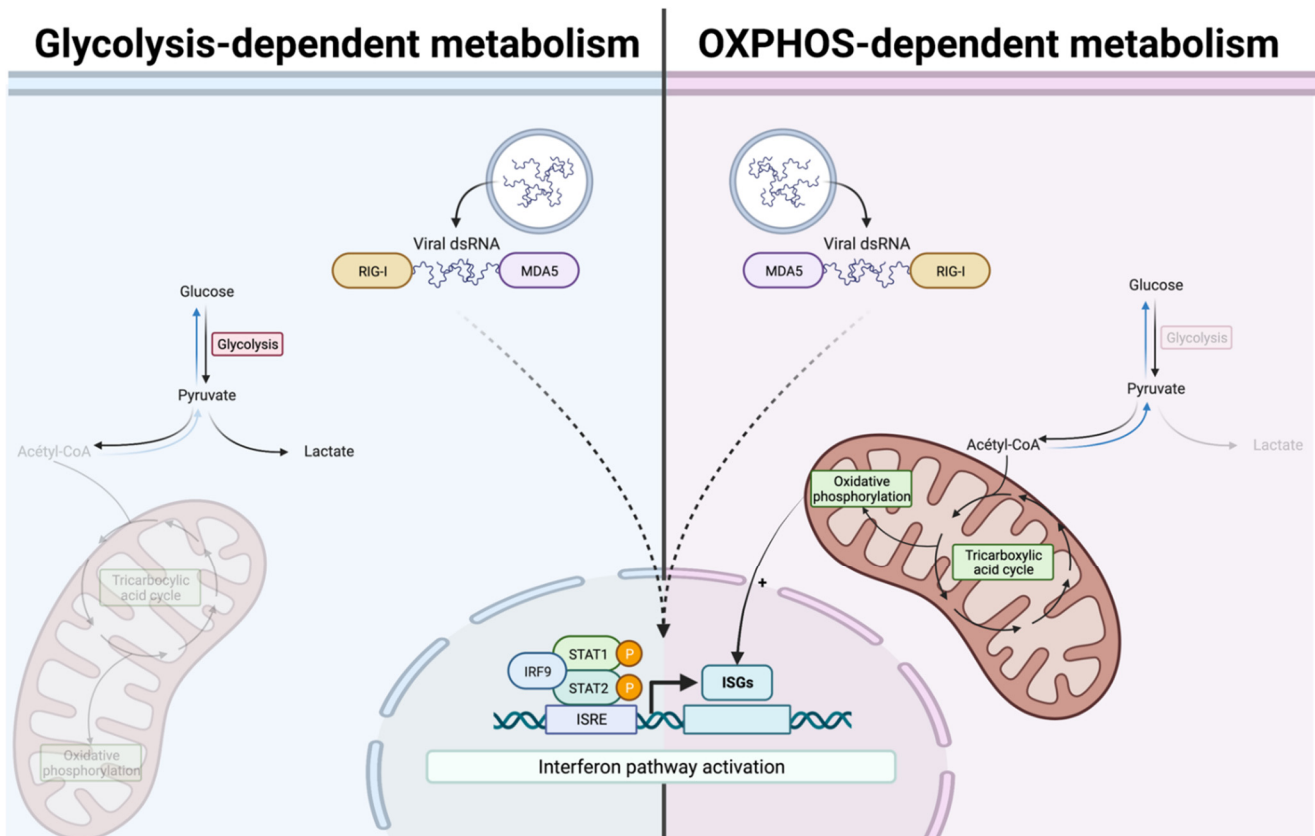 Glycolysis-dependent metabolism
OXPHOS-dependent metabolism
Viral dsRNA
RIG-I
MDA5
Glucose
Glycolysis
Pyruvate
Acétyl-CoA
Lactate
Tricarbocylic
acid cycle
Oxidative
phosphorylation
Viral dsRNA
MDA5
RIG-I
Glucose
Glycolysis
Pyruvate
Acétyl-CoA
Lactate
Oxidative
phosphorylation
Tricarboxylic
acid cycle
+
STAT1
P
IRF9
STAT2
P
ISGs
ISRE
Interferon pathway activation